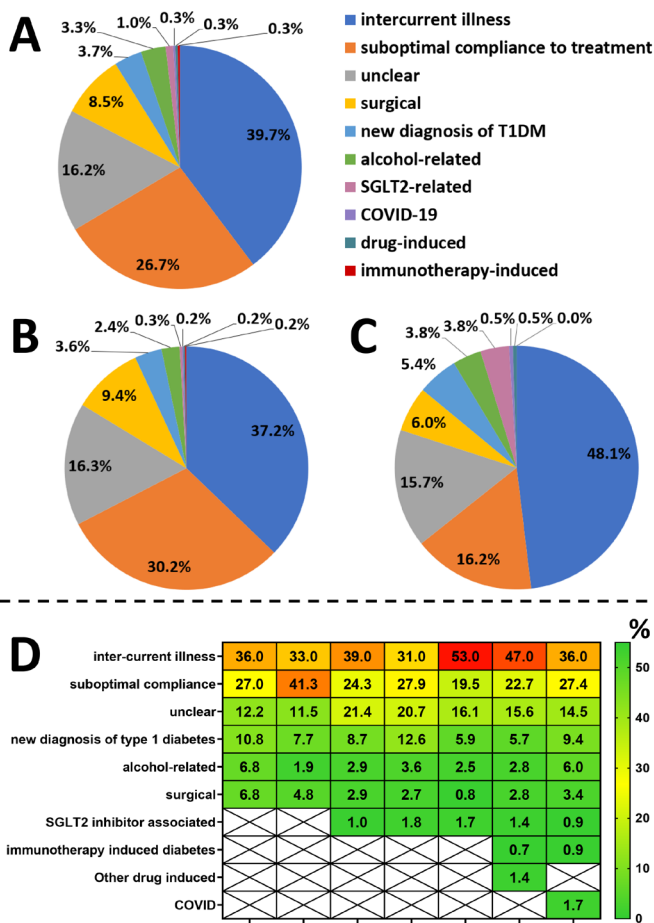 A
3.3%
1.0%
0.3%
0.3%
0.3%
3.7%
8.5%
39.7%
16.2%
26.7%
intercurrent illness
suboptimal compliance to treatment
unclear
surgical
new diagnosis of T1DM
alcohol-related
SGLT2-related
COVID-19
drug-induced
immunotherapy-induced
B
3.6%
2.4%
0.3%
0.2%
0.2%
0.2%
9.4%
37.2%
16.3%
30.2%
C
5.4%
3.8%
3.8%
0.5%
0.5%
0.0%
6.0%
48.1%
15.7%
16.2%
D
%
inter-current illness 36.0 33.0 39.0 31.0 53.0 47.0 36.0
suboptimal compliance 27.0 41.3 24.3 27.9 19.5 22.7 27.4
unclear 12.2 11.5 21.4 20.7 16.1 15.6 14.5
new diagnosis of type 1 diabetes 10.8 7.7 8.7 12.6 5.9 5.7 9.4
alcohol-related 6.8 1.9 2.9 3.6 2.5 2.8 6.0
surgical 6.8 4.8 2.9 2.7 0.8 2.8 3.4
SGLT2 inhibitor associated 1.0 1.8 1.7 1.4 0.9
immunotherapy induced diabetes 0.7 0.9
Other drug induced 1.4
COVID 1.7
50
40
30
20
10
0